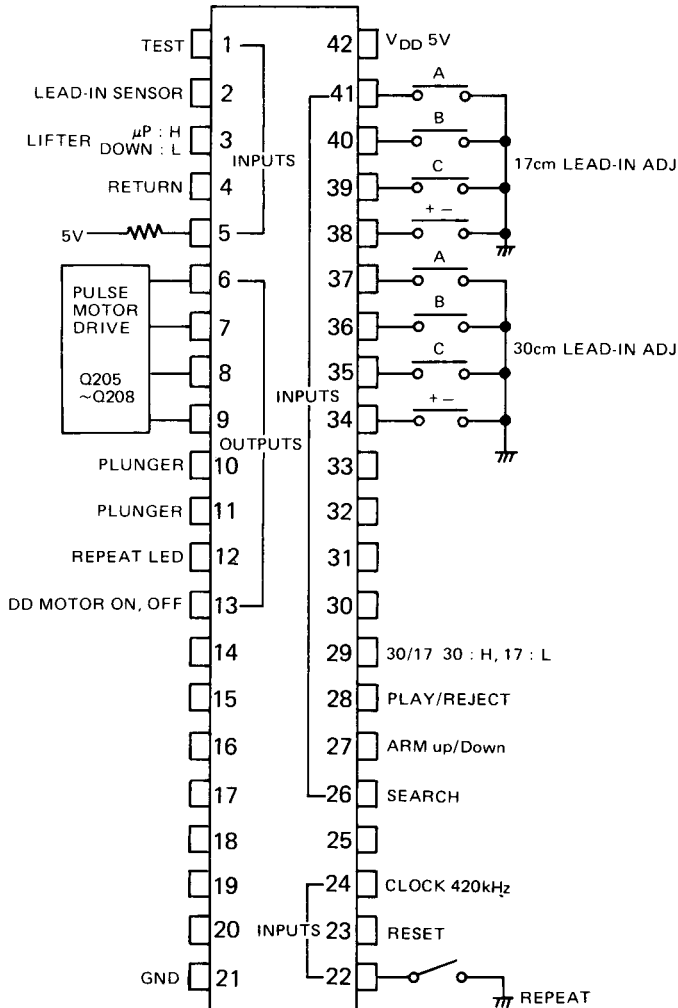 TEST 1 42 VDD 5V
A
LEAD-IN SENSOR 2 41
B
LIFTER μP : H
DOWN : L 3 INPUTS 40 17cm LEAD-IN ADJ
C
RETURN 4 39
+ −
5V 5 38
A
PULSE MOTOR DRIVE 6 37
B
7 36 30cm LEAD-IN ADJ
C
Q205 ~Q208 8 35
INPUTS
+ −
9 34
OUTPUTS
PLUNGER 10 33
PLUNGER 11 32
REPEAT LED 12 31
DD MOTOR ON, OFF 13 30
14 29 30/17 30 : H, 17 : L
15 28 PLAY/REJECT
16 27 ARM up/Down
17 26 SEARCH
18 25
19 24 CLOCK 420kHz
20 INPUTS 23 RESET
GND 21 22
REPEAT